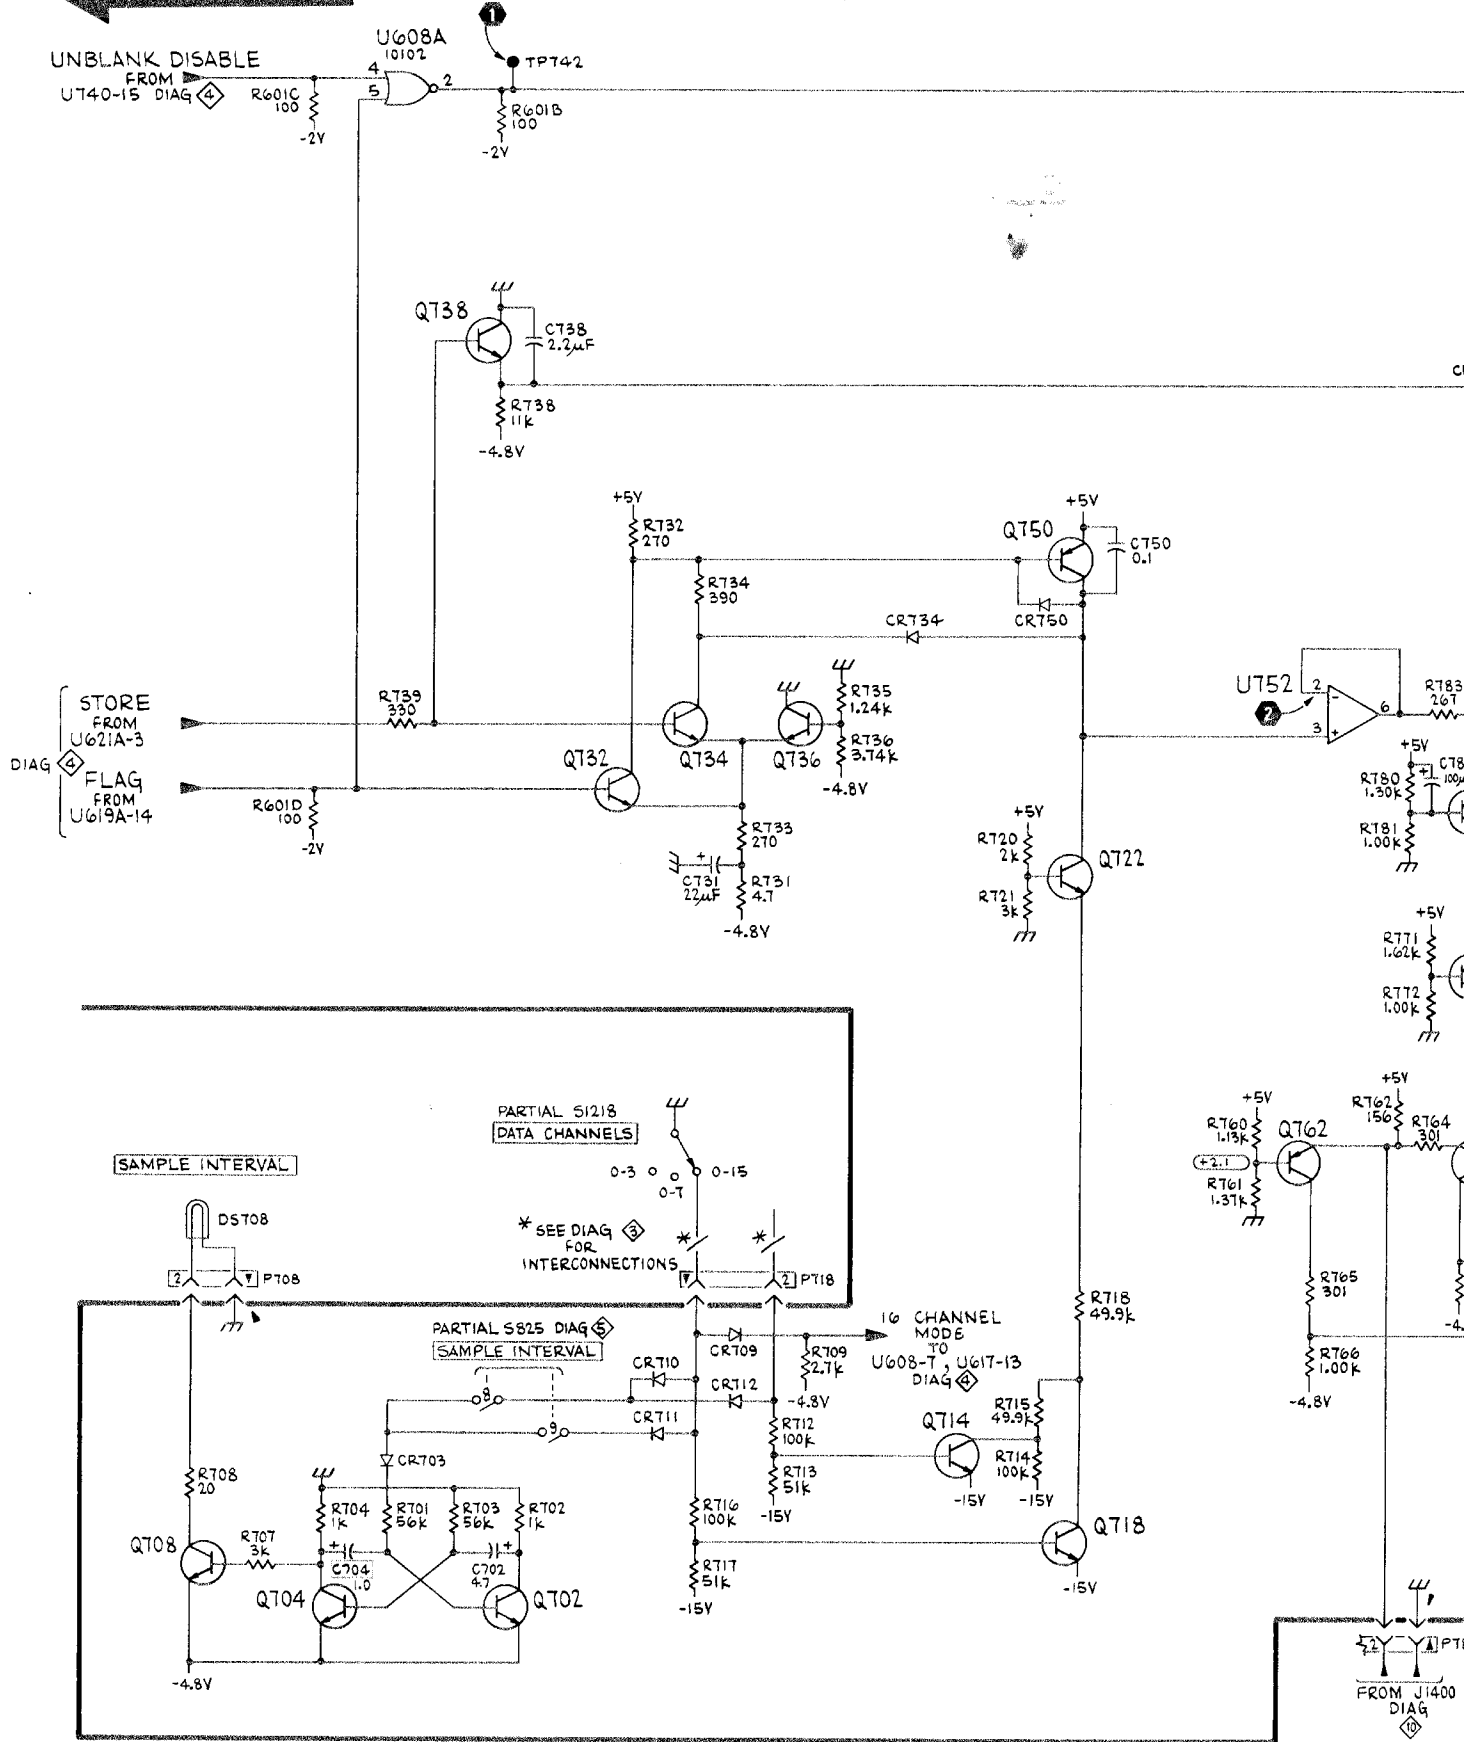 1
U608A
10102
TP742
UNBLANK DISABLE
FROM
U740-15 DIAG 4
4
5
2
R601C
100
-2V
R601B
100
-2V
Q738
C738
2.2µF
R738
11k
-4.8V
+5V
R732
270
R734
390
+5V
Q750
C750
0.1
CR750
CR734
STORE
FROM
U621A-3
DIAG 4
FLAG
FROM
U619A-14
R739
330
R601D
100
-2V
Q732
Q734
Q736
R735
1.24k
R736
3.74k
-4.8V
R733
270
+
C731
22µF
R731
4.7
-4.8V
U752
2
2
-
3
+
6
R783
267
+5V
R780
1.30k
+
R781
1.00k
+5V
R720
2k
R721
3k
Q722
+5V
R771
1.62k
R772
1.00k
PARTIAL S1218
DATA CHANNELS
0-3
0-7
0-15
SAMPLE INTERVAL
DS708
* SEE DIAG 3
FOR
INTERCONNECTIONS
*
*
2
P708
2
P718
+5V
R760
1.13k
+2.1
R761
1.37k
Q762
+5V
R762
156
R764
301
R765
301
R766
1.00k
-4.8V
PARTIAL S825 DIAG 5
SAMPLE INTERVAL
8
9
CR710
CR712
CR711
CR709
R709
2.7k
-4.8V
16 CHANNEL
MODE
TO
U608-7, U617-13
DIAG 4
R718
49.9k
CR703
R712
100k
R713
51k
-15V
Q714
-15V
R715
49.9k
R714
100k
-15V
R708
20
R704
1k
R701
56k
R703
56k
R702
1k
R716
100k
R717
51k
-15V
Q718
-15V
Q708
R707
3k
+
C704
1.0
+
C702
4.7
Q704
Q702
-4.8V
2
FROM J1400
DIAG
10